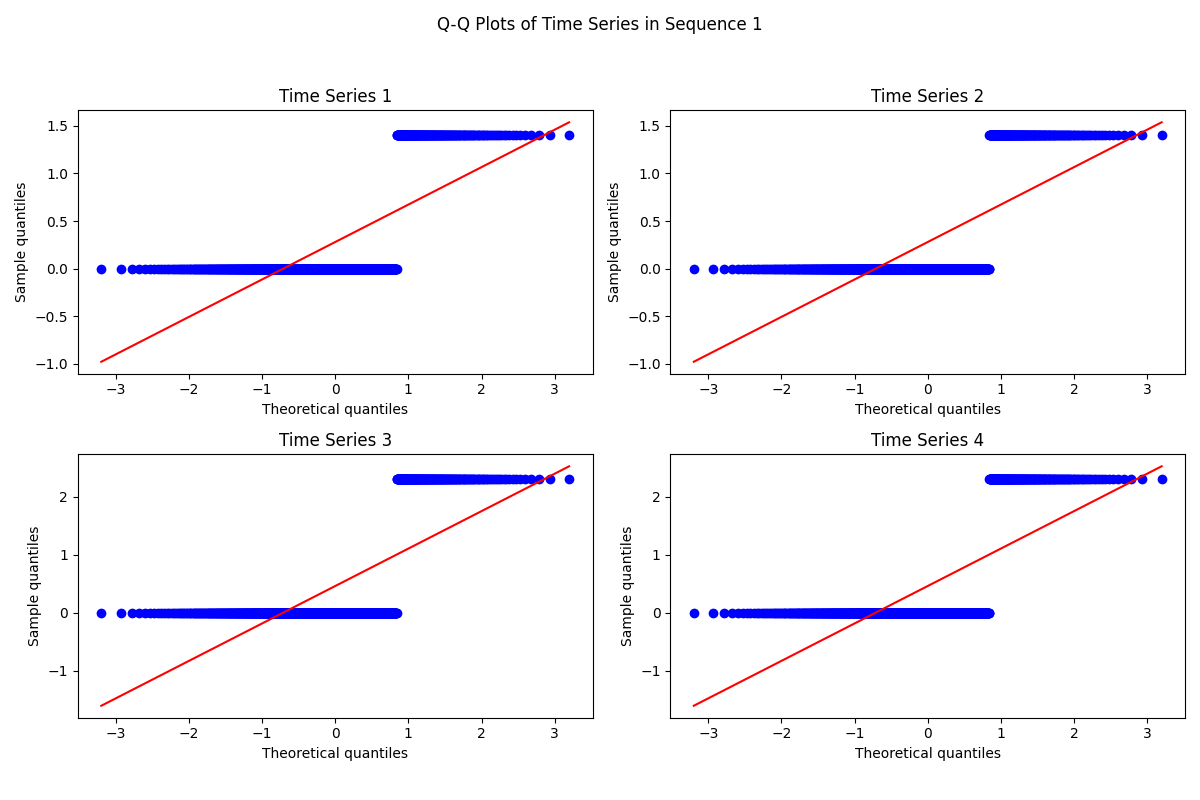 Q-Q Plots of Time Series in Sequence 1
Time Series 1
Sample quantiles
1.5
1.0
0.5
0.0
−0.5
−1.0
−3 −2 −1 0 1 2 3
Theoretical quantiles
Time Series 2
Sample quantiles
1.5
1.0
0.5
0.0
−0.5
−1.0
−3 −2 −1 0 1 2 3
Theoretical quantiles
Time Series 3
Sample quantiles
2
1
0
−1
−3 −2 −1 0 1 2 3
Theoretical quantiles
Time Series 4
Sample quantiles
2
1
0
−1
−3 −2 −1 0 1 2 3
Theoretical quantiles